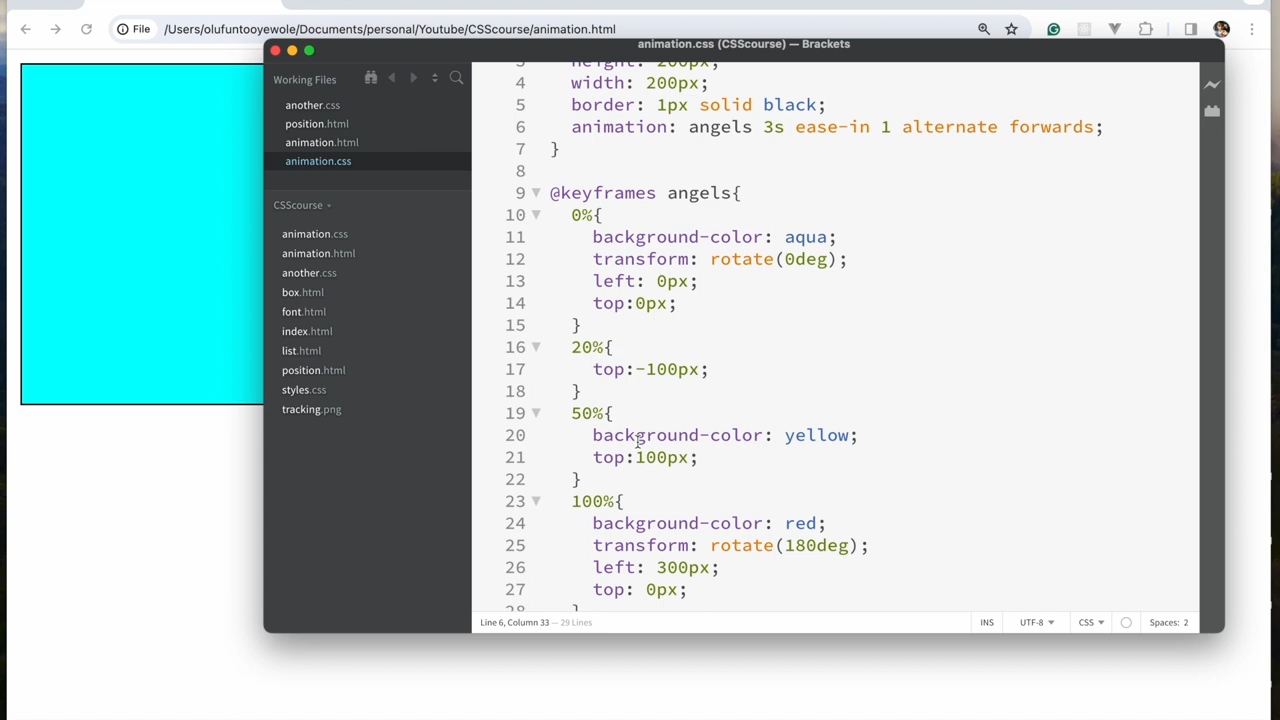 File
/Users/olufuntooyewole/Documents/personal/Youtube/CSScourse/animation.html
animation.css (CSScourse) — Brackets
Working Files
another.css
position.html
animation.html
animation.css
CSScourse
animation.css
animation.html
another.css
box.html
font.html
index.html
list.html
position.html
styles.css
tracking.png
3 height: 200px;
4 width: 200px;
5 border: 1px solid black;
6 animation: angels 3s ease-in 1 alternate forwards;
7 }
8
9 @keyframes angels{
10 0%{
11 background-color: aqua;
12 transform: rotate(0deg);
13 left: 0px;
14 top:0px;
15 }
16 20%{
17 top:-100px;
18 }
19 50%{
20 background-color: yellow;
21 top:100px;
22 }
23 100%{
24 background-color: red;
25 transform: rotate(180deg);
26 left: 300px;
27 top: 0px;
28 }
Line 6, Column 33 — 29 Lines
INS
UTF-8
CSS
Spaces: 2